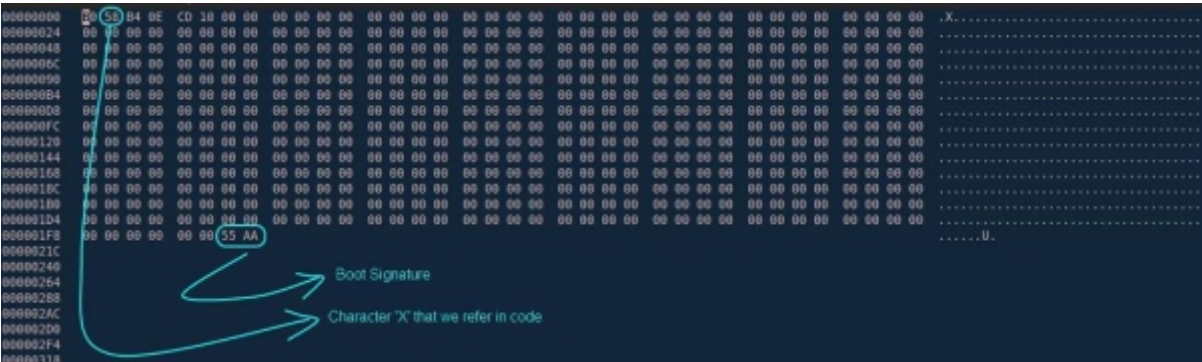 00000000 B0 58 B4 0E CD 10 00 00 00 00 00 00 00 00 00 00 00 00 00 00 00 00 00 00 00 00 00 00 00 00 00 00 00 00 00 00 .X..................................
00000024 00 00 00 00 00 00 00 00 00 00 00 00 00 00 00 00 00 00 00 00 00 00 00 00 00 00 00 00 00 00 00 00 00 00 00 00 ....................................
00000048 00 00 00 00 00 00 00 00 00 00 00 00 00 00 00 00 00 00 00 00 00 00 00 00 00 00 00 00 00 00 00 00 00 00 00 00 ....................................
0000006C 00 00 00 00 00 00 00 00 00 00 00 00 00 00 00 00 00 00 00 00 00 00 00 00 00 00 00 00 00 00 00 00 00 00 00 00 ....................................
00000090 00 00 00 00 00 00 00 00 00 00 00 00 00 00 00 00 00 00 00 00 00 00 00 00 00 00 00 00 00 00 00 00 00 00 00 00 ....................................
000000B4 00 00 00 00 00 00 00 00 00 00 00 00 00 00 00 00 00 00 00 00 00 00 00 00 00 00 00 00 00 00 00 00 00 00 00 00 ....................................
000000D8 00 00 00 00 00 00 00 00 00 00 00 00 00 00 00 00 00 00 00 00 00 00 00 00 00 00 00 00 00 00 00 00 00 00 00 00 ....................................
000000FC 00 00 00 00 00 00 00 00 00 00 00 00 00 00 00 00 00 00 00 00 00 00 00 00 00 00 00 00 00 00 00 00 00 00 00 00 ....................................
00000120 00 00 00 00 00 00 00 00 00 00 00 00 00 00 00 00 00 00 00 00 00 00 00 00 00 00 00 00 00 00 00 00 00 00 00 00 ....................................
00000144 00 00 00 00 00 00 00 00 00 00 00 00 00 00 00 00 00 00 00 00 00 00 00 00 00 00 00 00 00 00 00 00 00 00 00 00 ....................................
00000168 00 00 00 00 00 00 00 00 00 00 00 00 00 00 00 00 00 00 00 00 00 00 00 00 00 00 00 00 00 00 00 00 00 00 00 00 ....................................
0000018C 00 00 00 00 00 00 00 00 00 00 00 00 00 00 00 00 00 00 00 00 00 00 00 00 00 00 00 00 00 00 00 00 00 00 00 00 ....................................
000001B0 00 00 00 00 00 00 00 00 00 00 00 00 00 00 00 00 00 00 00 00 00 00 00 00 00 00 00 00 00 00 00 00 00 00 00 00 ....................................
000001D4 00 00 00 00 00 00 00 00 00 00 00 00 00 00 00 00 00 00 00 00 00 00 00 00 00 00 00 00 00 00 00 00 00 00 00 00 ....................................
000001F8 00 00 00 00 00 00 55 AA ......U.
0000021C
00000240
00000264 Boot Signature
00000288
000002AC Character 'X' that we refer in code
000002D0
000002F4
00000318